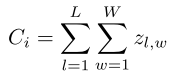 C_i = \sum_{l=1}^{L} \sum_{w=1}^{W} z_{l,w}